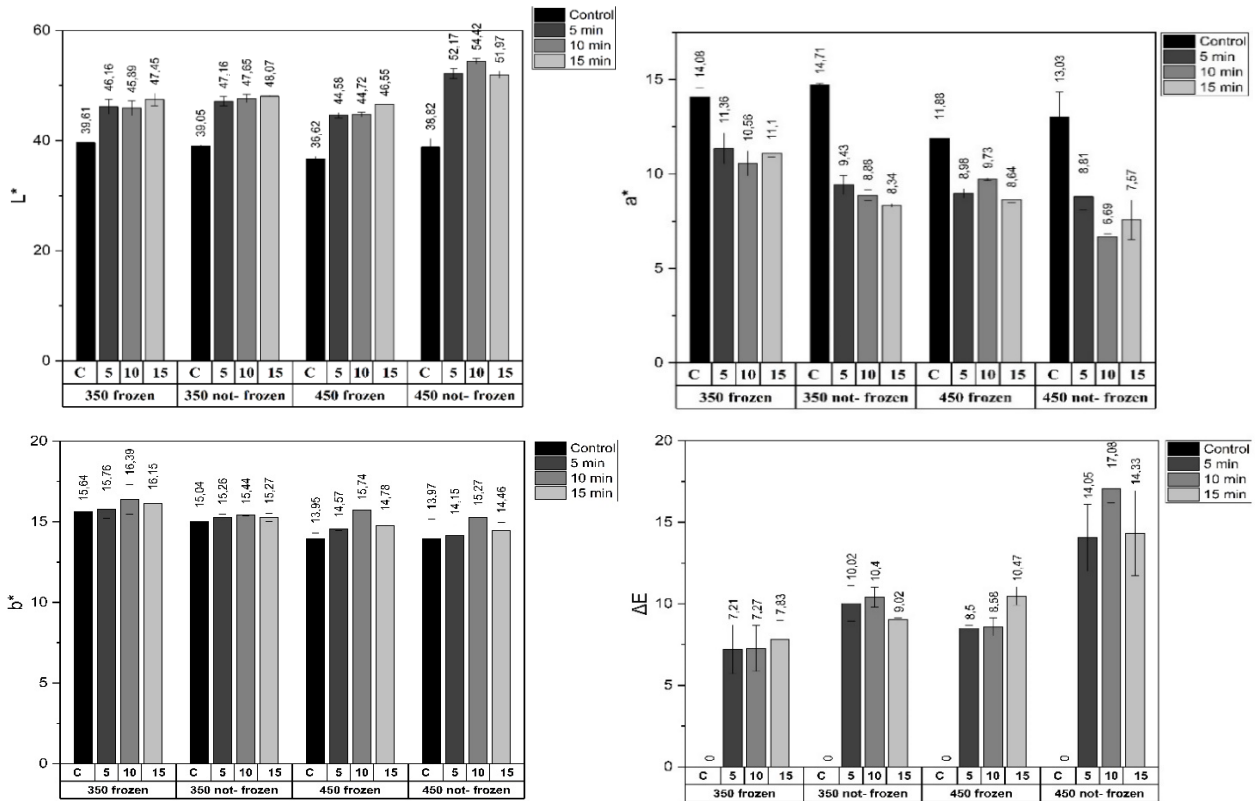 60
40
20
0
L*
39,61
46,16
45,89
47,45
39,05
47,16
47,65
48,07
36,62
44,58
44,72
46,55
38,82
52,17
54,42
51,97
Control
5 min
10 min
15 min
C 5 10 15 C 5 10 15 C 5 10 15 C 5 10 15
350 frozen 350 not- frozen 450 frozen 450 not- frozen
15
10
5
0
a*
14,08
11,36
10,56
11,1
14,71
9,43
8,88
8,34
11,88
8,98
9,73
8,64
13,03
8,81
6,69
7,57
Control
5 min
10 min
15 min
C 5 10 15 C 5 10 15 C 5 10 15 C 5 10 15
350 frozen 350 not- frozen 450 frozen 450 not- frozen
20
15
10
5
0
b*
15,64
15,76
16,39
16,15
15,04
15,26
15,44
15,27
13,95
14,57
15,74
14,78
13,97
14,15
15,27
14,46
Control
5 min
10 min
15 min
C 5 10 15 C 5 10 15 C 5 10 15 C 5 10 15
350 frozen 350 not- frozen 450 frozen 450 not- frozen
20
15
10
5
0
ΔE
0
7,21
7,27
7,83
0
10,02
10,4
9,02
0
8,5
8,58
10,47
0
14,05
17,08
14,33
Control
5 min
10 min
15 min
C 5 10 15 C 5 10 15 C 5 10 15 C 5 10 15
350 frozen 350 not- frozen 450 frozen 450 not- frozen